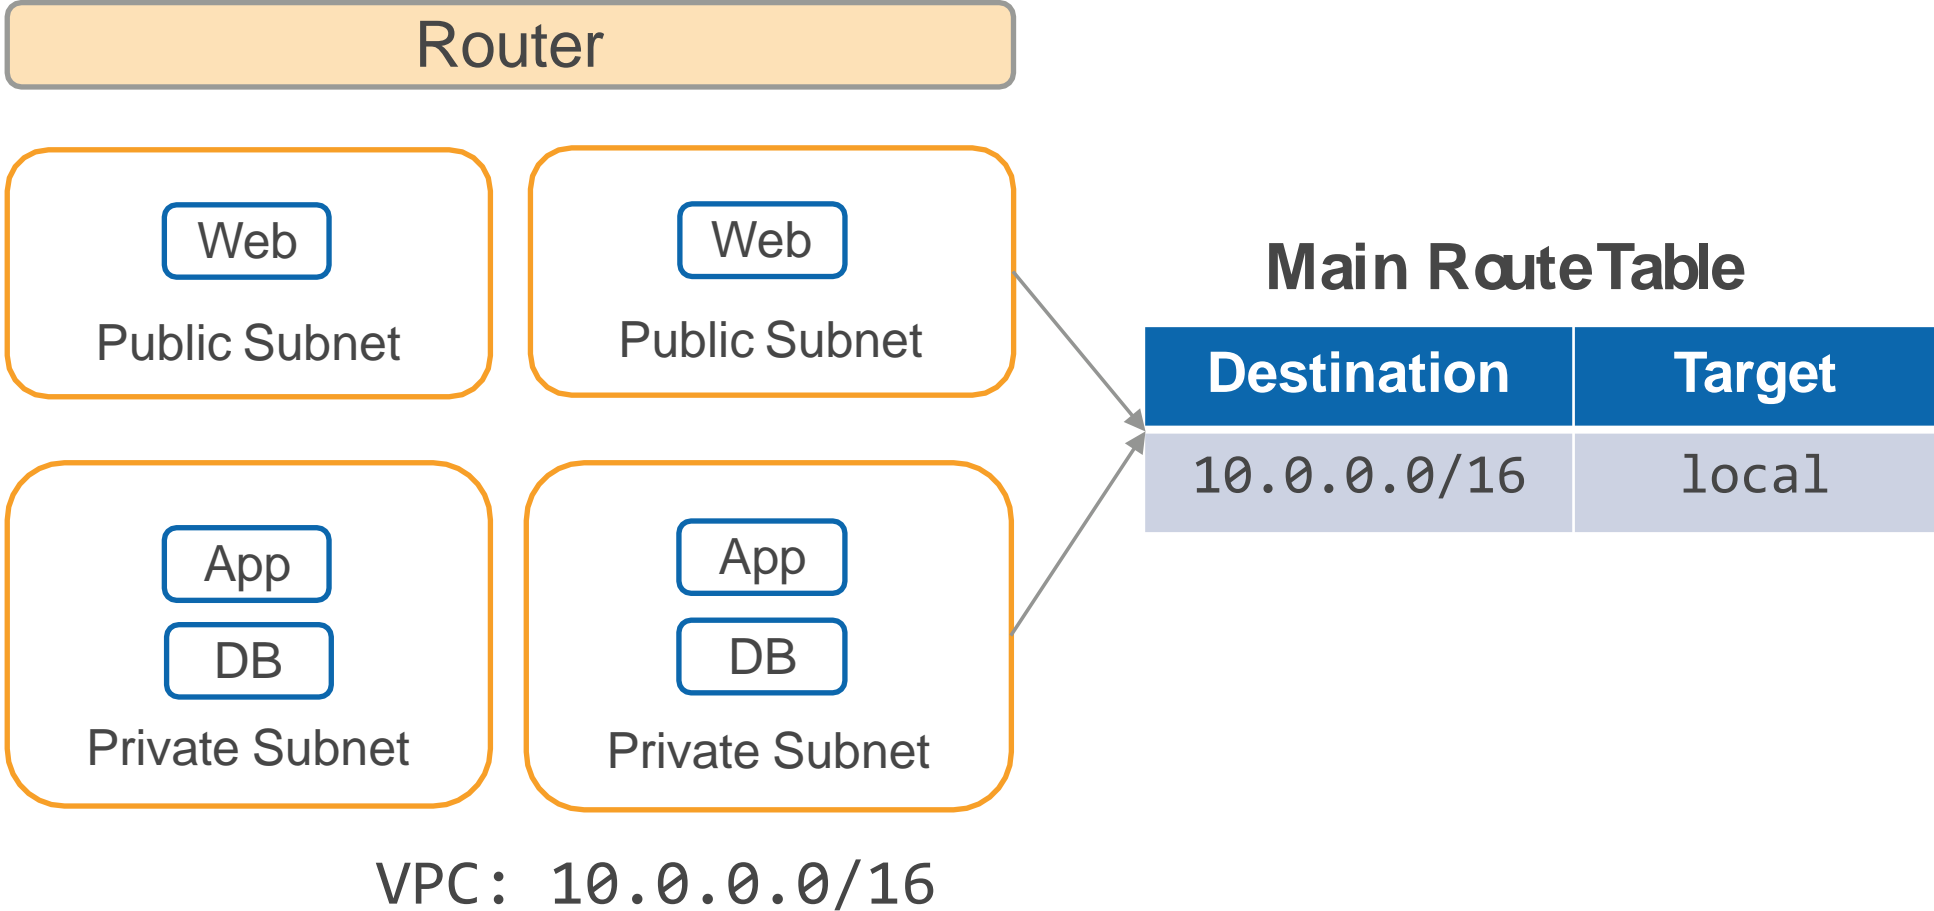 Router
Web
Public Subnet
Web
Public Subnet
App
DB
Private Subnet
App
DB
Private Subnet
VPC: 10.0.0.0/16
Main Route Table
Destination Target
10.0.0.0/16 local